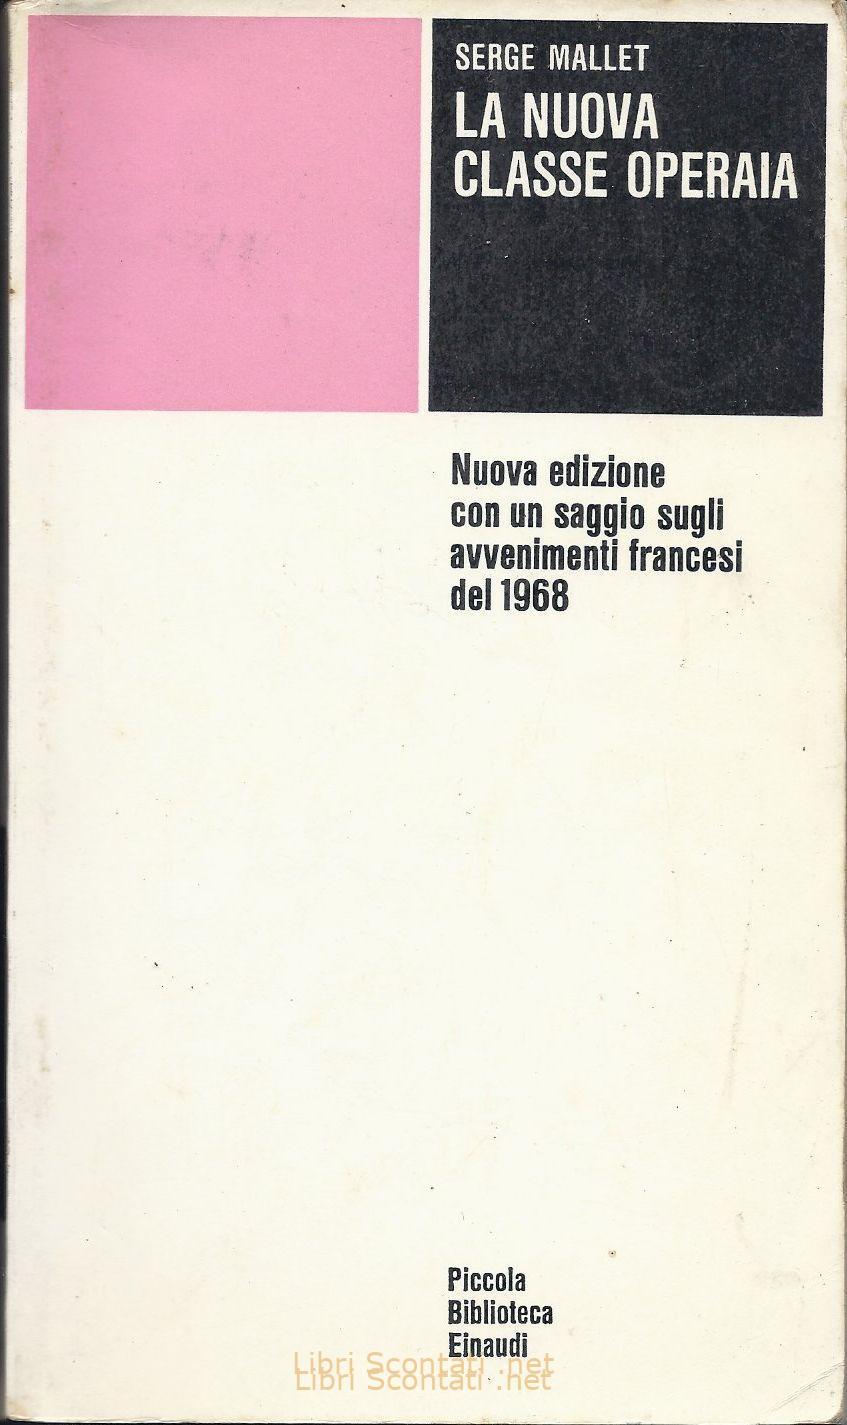 SERGE MALLET
LA NUOVA
CLASSE OPERAIA
Nuova edizione
con un saggio sugli
avvenimenti francesi
del 1968
Piccola
Biblioteca
Einaudi
Libri Scontati .net
Libri Scontati .net